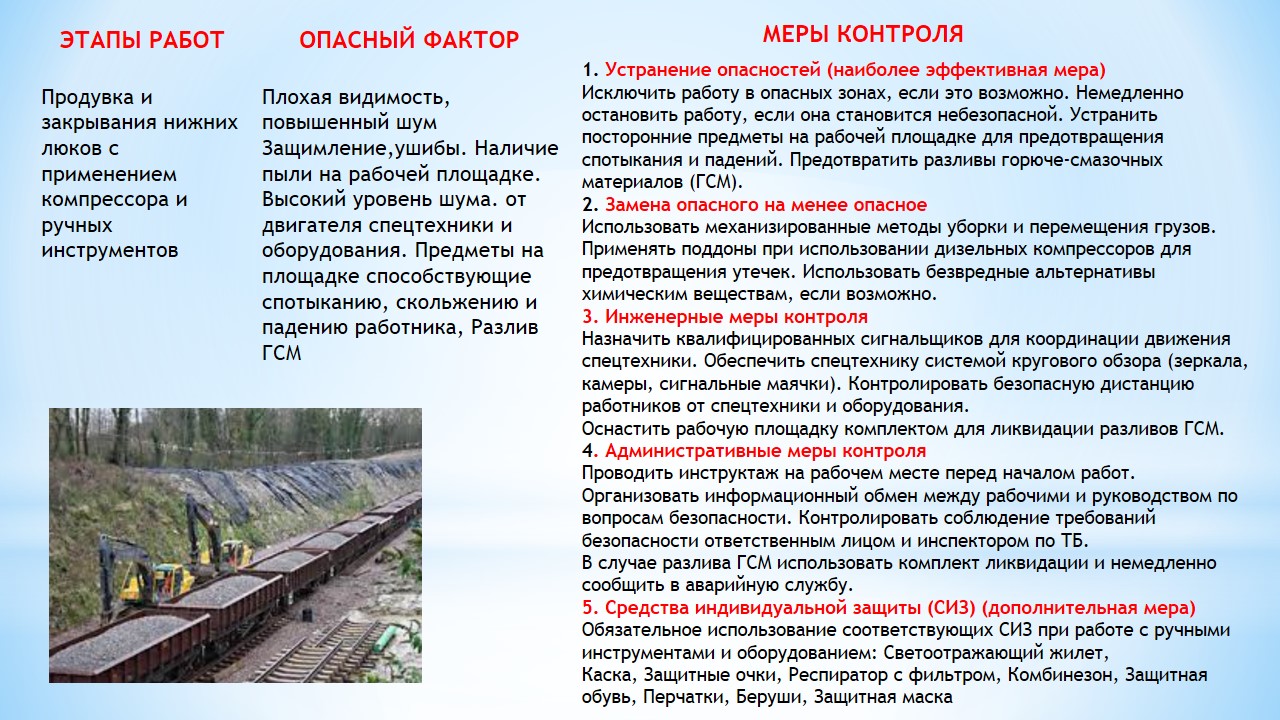 ЭТАПЫ РАБОТ
Продувка и
закрывания нижних
люков с
применением
компрессора и
ручных
инструментов
ОПАСНЫЙ ФАКТОР
Плохая видимость,
повышенный шум
Защимление,ушибы. Наличие
пыли на рабочей площадке.
Высокий уровень шума. от
двигателя спецтехники и
оборудования. Предметы на
площадке способствующие
спотыканию, скольжению и
падению работника, Разлив
ГСМ
МЕРЫ КОНТРОЛЯ
1. Устранение опасностей (наиболее эффективная мера)
Исключить работу в опасных зонах, если это возможно. Немедленно
остановить работу, если она становится небезопасной. Устранить
посторонние предметы на рабочей площадке для предотвращения
спотыкания и падений. Предотвратить разливы горюче-смазочных
материалов (ГСМ).
2. Замена опасного на менее опасное
Использовать механизированные методы уборки и перемещения грузов.
Применять поддоны при использовании дизельных компрессоров для
предотвращения утечек. Использовать безвредные альтернативы
химическим веществам, если возможно.
3. Инженерные меры контроля
Назначить квалифицированных сигнальщиков для координации движения
спецтехники. Обеспечить спецтехнику системой кругового обзора (зеркала,
камеры, сигнальные маячки). Контролировать безопасную дистанцию
работников от спецтехники и оборудования.
Оснастить рабочую площадку комплектом для ликвидации разливов ГСМ.
4. Административные меры контроля
Проводить инструктаж на рабочем месте перед началом работ.
Организовать информационный обмен между рабочими и руководством по
вопросам безопасности. Контролировать соблюдение требований
безопасности ответственным лицом и инспектором по ТБ.
В случае разлива ГСМ использовать комплект ликвидации и немедленно
сообщить в аварийную службу.
5. Средства индивидуальной защиты (СИЗ) (дополнительная мера)
Обязательное использование соответствующих СИЗ при работе с ручными
инструментами и оборудованием: Светоотражающий жилет,
Каска, Защитные очки, Респиратор с фильтром, Комбинезон, Защитная
обувь, Перчатки, Беруши, Защитная маска